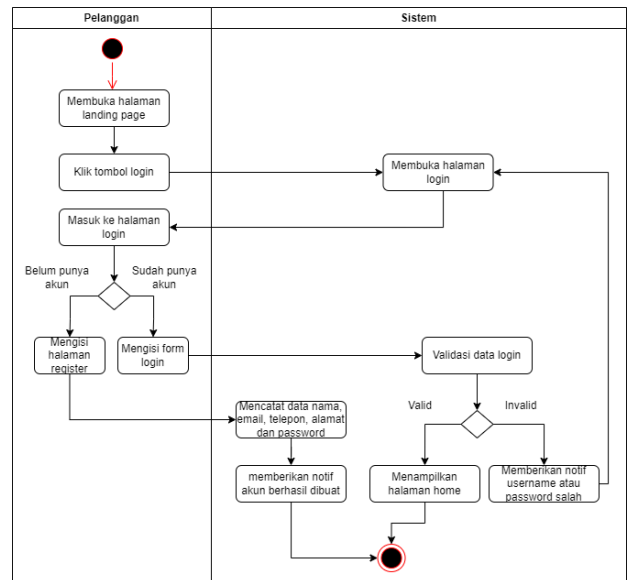 Pelanggan
Sistem
Membuka halaman
landing page
Klik tombol login
Membuka halaman
login
Masuk ke halaman
login
Belum punya
akun
Sudah punya
akun
Mengisi
halaman
register
Mengisi form
login
Validasi data login
Mencatat data nama,
email, telepon, alamat
dan password
Valid
Invalid
memberikan notif
akun berhasil dibuat
Menampilkan
halaman home
Memberikan notif
username atau
password salah